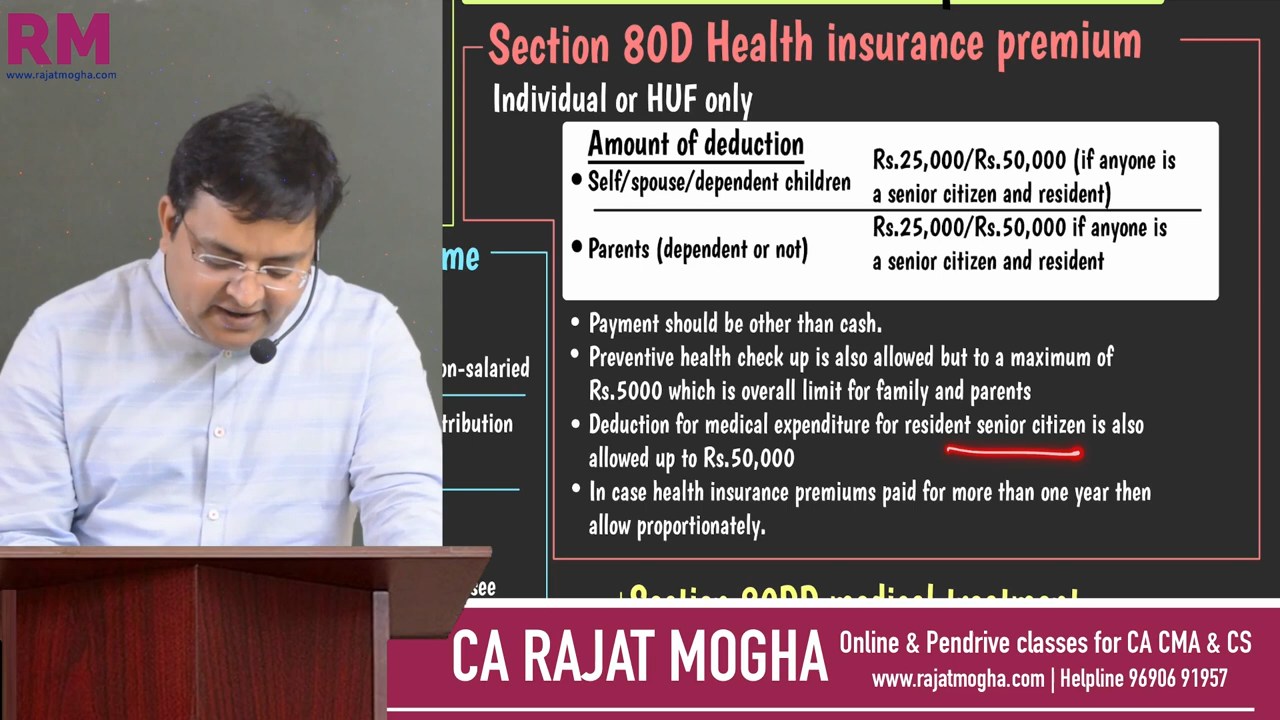 RM
www.rajatmogha.com
Section 80D Health insurance premium
Individual or HUF only
Amount of deduction
• Self/spouse/dependent children
Rs.25,000/Rs.50,000 (if anyone is
a senior citizen and resident)
• Parents (dependent or not)
Rs.25,000/Rs.50,000 if anyone is
a senior citizen and resident
• Payment should be other than cash.
• Preventive health check up is also allowed but to a maximum of
Rs.5000 which is overall limit for family and parents
• Deduction for medical expenditure for resident senior citizen is also
allowed up to Rs.50,000
• In case health insurance premiums paid for more than one year then
allow proportionately.
me
on-salaried
tribution
see
Section 80DD medical treatment
CA RAJAT MOGHA
Online & Pendrive classes for CA CMA & CS
www.rajatmogha.com | Helpline 96906 91957